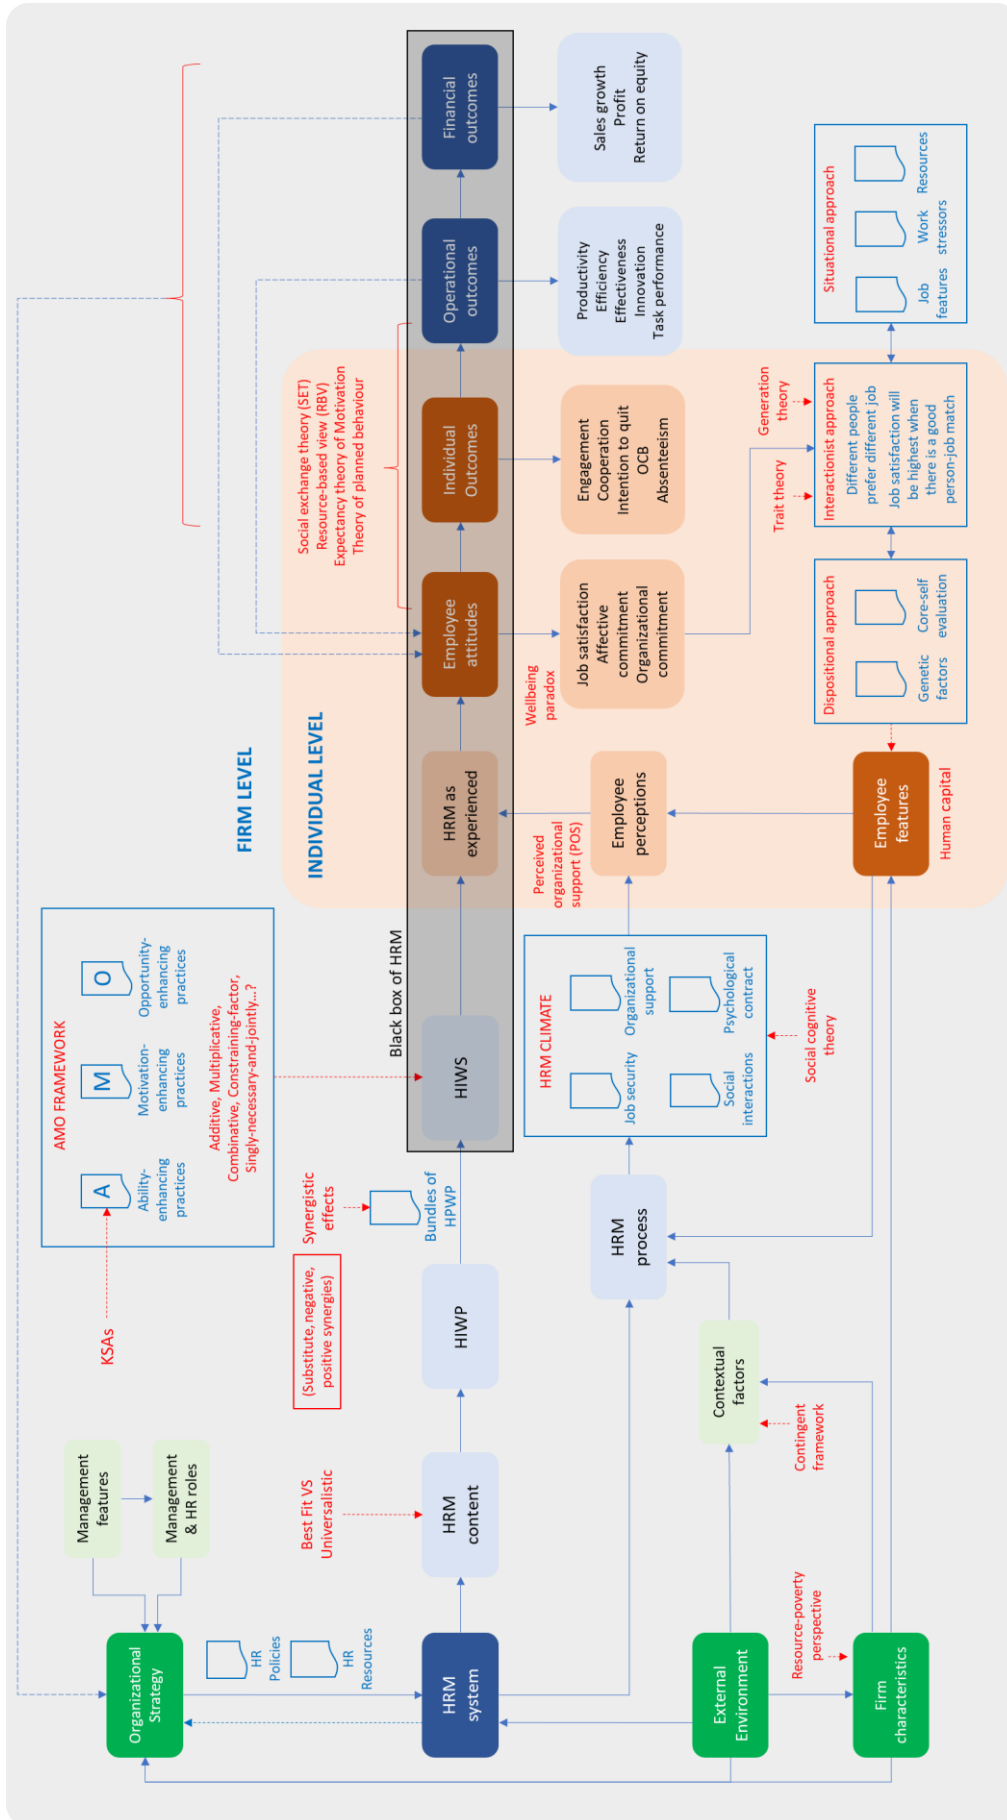 Organizational
Strategy
Management
features
Management
& HR roles
KSAs
AMO FRAMEWORK
A
Ability-
enhancing
practices
M
Motivation-
enhancing
practices
O
Opportunity-
enhancing
practices
Additive, Multiplicative,
Combinative, Constraining-factor,
Singly-necessary-and-jointly...?
FIRM LEVEL
INDIVIDUAL LEVEL
HR
Policies
HR
Resources
Best Fit VS
Universalistic
(Substitute, negative,
positive synergies)
Synergistic
effects
Bundles of
HPWP
Social exchange theory (SET)
Resource-based view (RBV)
Expectancy theory of Motivation
Theory of planned behaviour
Black box of HRM
HRM
system
HRM
content
HIWP
HIWS
HRM as
experienced
Employee
attitudes
Individual
Outcomes
Operational
outcomes
Financial
outcomes
Perceived
organizational
support (POS)
Wellbeing
paradox
HRM
process
HRM CLIMATE
Job security
Organizational
support
Social
interactions
Psychological
contract
Employee
perceptions
Job satisfaction
Affective
commitment
Organizational
commitment
Engagement
Cooperation
Intention to quit
OCB
Absenteeism
Productivity
Efficiency
Effectiveness
Innovation
Task performance
Sales growth
Profit
Return on equity
External
Environment
Contextual
factors
Contingent
framework
Social cognitive
theory
Trait theory
Generation
theory
Resource-poverty
perspective
Firm
characteristics
Employee
features
Human capital
Dispositional approach
Genetic
factors
Core-self
evaluation
Interactionist approach
Different people
prefer different job
Job satisfaction will
be highest when
there is a good
person-job match
Situational approach
Job
features
Work
stressors
Resources